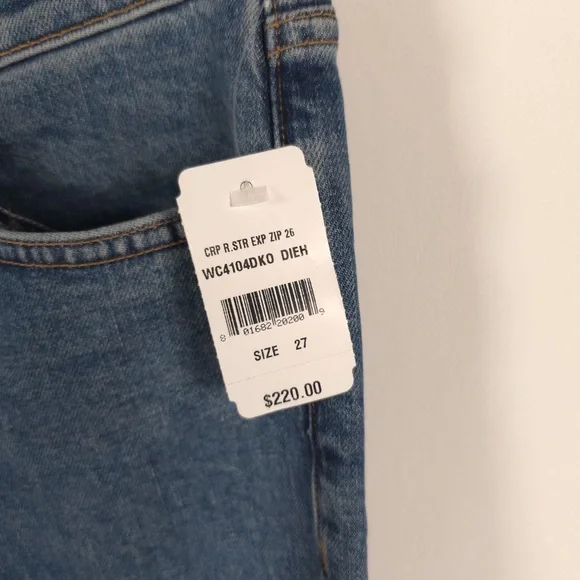 CRP R.STR EXP ZIP 26
WC4104DKO DIEH
8 01682 20200 9
SIZE 27
$220.00